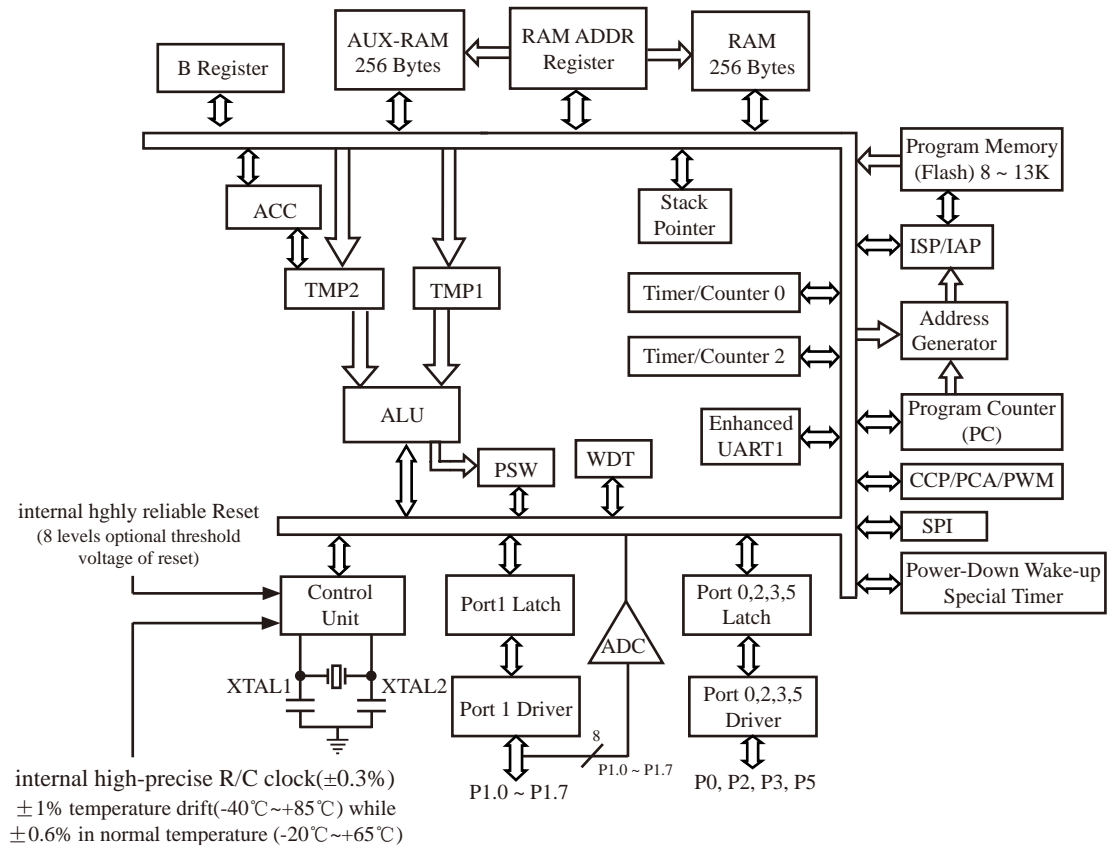 B Register
AUX-RAM
256 Bytes
RAM ADDR
Register
RAM
256 Bytes
Program Memory
(Flash) 8 ~ 13K
ACC
Stack
Pointer
ISP/IAP
TMP2
TMP1
Timer/Counter 0
Address
Generator
Timer/Counter 2
ALU
Enhanced
UART1
Program Counter
(PC)
PSW
WDT
CCP/PCA/PWM
internal hghly reliable Reset
(8 levels optional threshold
voltage of reset)
SPI
Control
Unit
Port1 Latch
ADC
Port 0,2,3,5
Latch
Power-Down Wake-up
Special Timer
XTAL1
XTAL2
Port 1 Driver
Port 0,2,3,5
Driver
8
P1.0 ~ P1.7
P1.0 ~ P1.7
P0, P2, P3, P5
internal high-precise R/C clock(±0.3%)
±1% temperature drift(-40℃~+85℃) while
±0.6% in normal temperature (-20℃~+65℃)